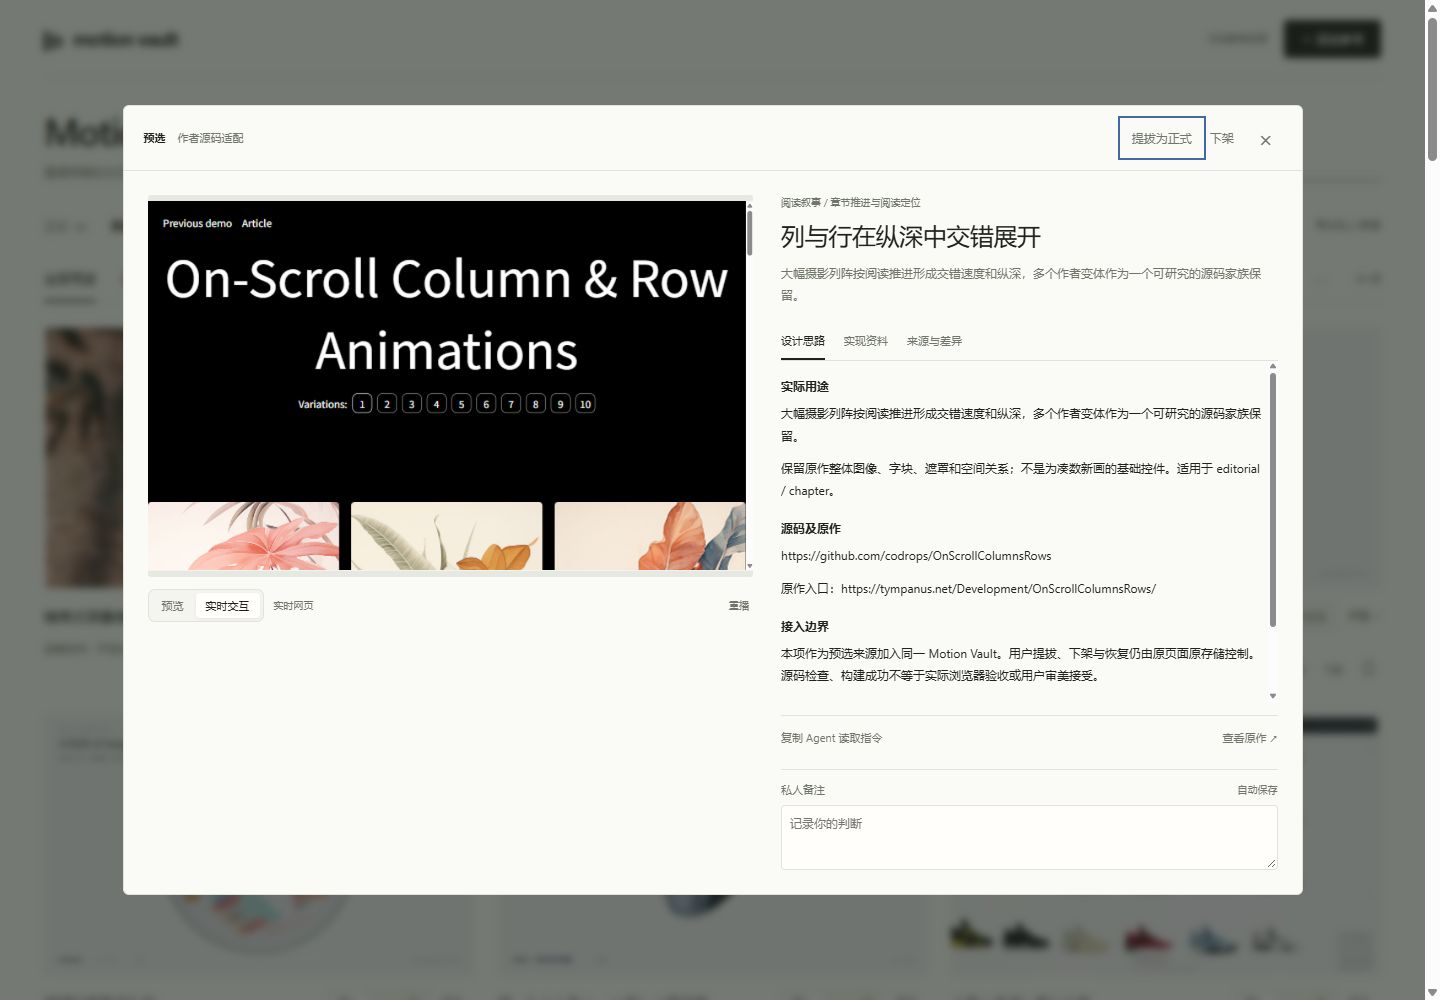 motion vault
预选 作者源码适配
提拔为正式 下架 ×
Previous demo Article
On-Scroll Column & Row
Animations
Variations: 1 2 3 4 5 6 7 8 9 10
预览 实时交互 实时网页 重播
阅读叙事 / 章节推进与阅读定位
列与行在纵深中交错展开
大幅摄影列阵按阅读推进形成交错速度和纵深，多个作者变体作为一个可研究的源码家族保
留。
设计思路 实现资料 来源与差异
实际用途
大幅摄影列阵按阅读推进形成交错速度和纵深，多个作者变体作为一个可研究的源码家族保
留。
保留原作整体图像、字块、遮罩和空间关系；不是为凑数新画的基础控件。适用于 editorial
/ chapter。
源码及原作
https://github.com/codrops/OnScrollColumnsRows
原作入口：https://tympanus.net/Development/OnScrollColumnsRows/
接入边界
本项作为预选来源加入同一 Motion Vault。用户提拔、下架与恢复仍由原页面原存储控制。
源码检查、构建成功不等于实际浏览器验收或用户审美接受。
复制 Agent 读取指令 查看原作 ↗
私人备注 自动保存
记录你的判断